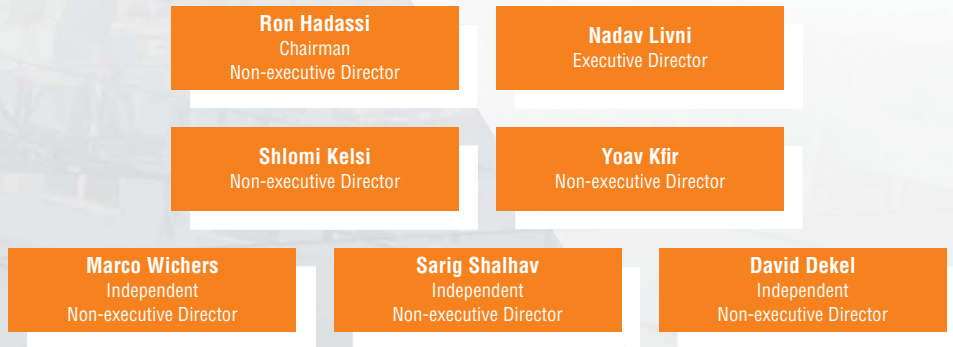 Ron Hadassi
Chairman
Non-executive Director
Nadav Livni
Executive Director
Shlomi Kelsi
Non-executive Director
Yoav Kfir
Non-executive Director
Marco Wichers
Independent
Non-executive Director
Sarig Shalhav
Independent
Non-executive Director
David Dekel
Independent
Non-executive Director